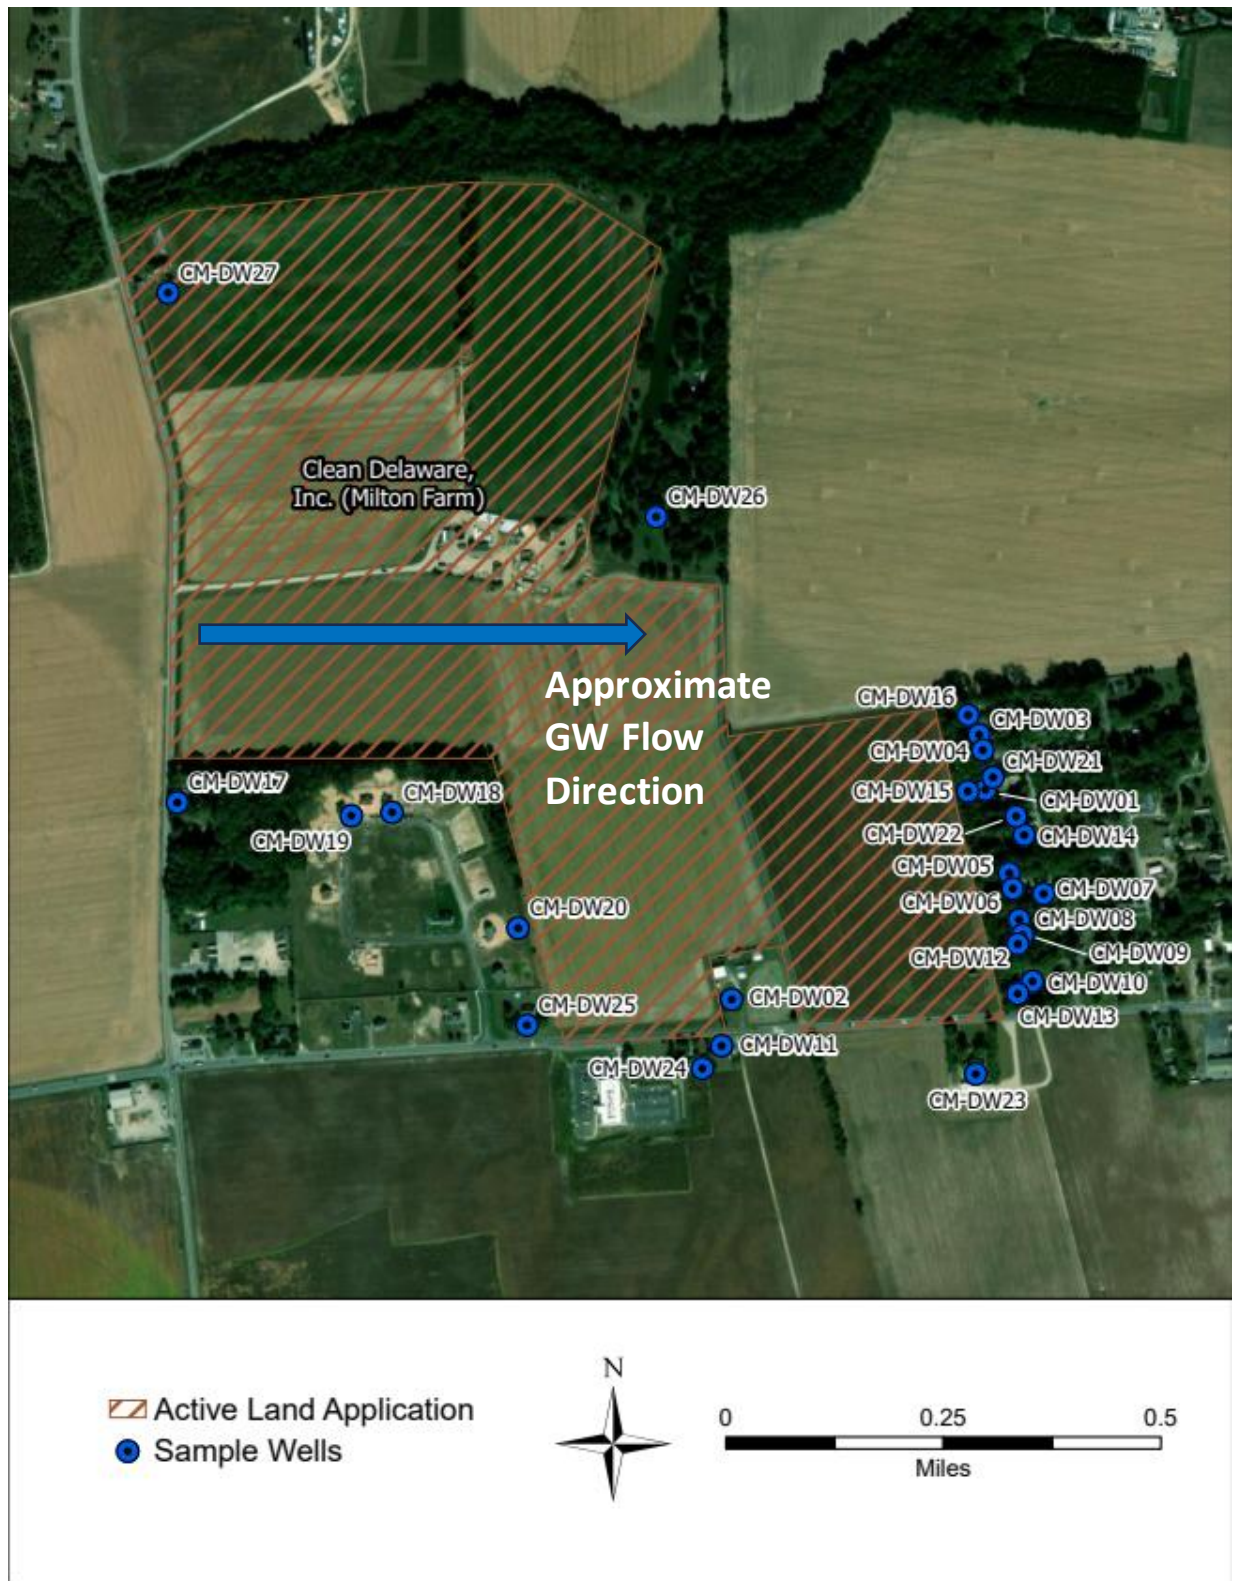 CM-DW27
Clean Delaware,
Inc. (Milton Farm)
CM-DW26
Approximate
GW Flow
Direction
CM-DW16
CM-DW03
CM-DW04
CM-DW21
CM-DW15
CM-DW01
CM-DW22
CM-DW14
CM-DW17
CM-DW18
CM-DW19
CM-DW05
CM-DW07
CM-DW06
CM-DW08
CM-DW20
CM-DW09
CM-DW12
CM-DW10
CM-DW02
CM-DW13
CM-DW25
CM-DW11
CM-DW24
CM-DW23
Active Land Application
Sample Wells
N
0 0.25 0.5
Miles